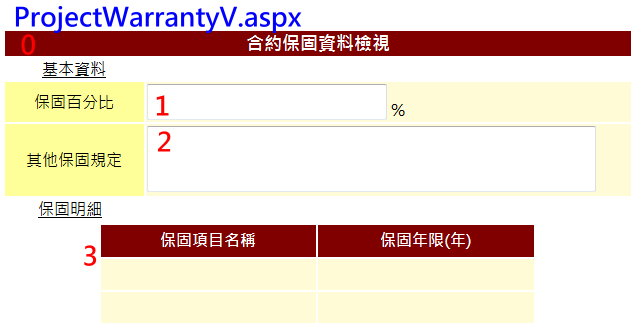 ProjectWarrantyV.aspx
0 合約保固資料檢視
基本資料
保固百分比 1 %
其他保固規定 2
保固明細
3 保固項目名稱 保固年限(年)